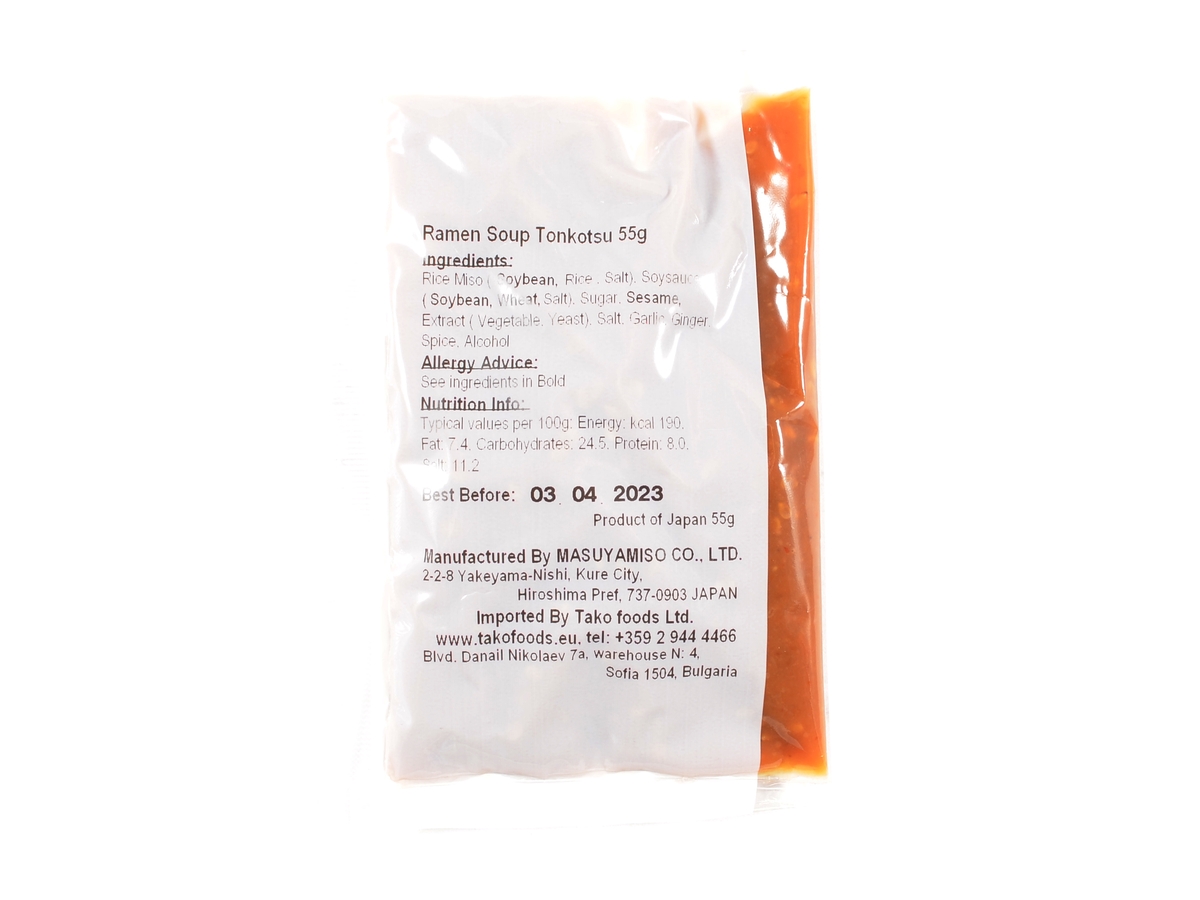 Ramen Soup Tonkotsu 55g
Ingredients:
Rice Miso ( Soybean, Rice , Salt), Soysauce
( Soybean, Wheat, Salt), Sugar, Sesame,
Extract ( Vegetable, Yeast), Salt, Garlic, Ginger,
Spice, Alcohol
Allergy Advice:
See ingredients in Bold
Nutrition Info:
Typical values per 100g: Energy: kcal 190,
Fat: 7.4, Carbohydrates: 24.5, Protein: 8.0,
Salt: 11.2
Best Before: 03 . 04 . 2023
Product of Japan 55g
Manufactured By MASUYAMISO CO., LTD.
2-2-8 Yakeyama-Nishi, Kure City,
Hiroshima Pref, 737-0903 JAPAN
Imported By Tako foods Ltd.
www.takofoods.eu, tel: +359 2 944 4466
Blvd. Danail Nikolaev 7a, warehouse N: 4,
Sofia 1504, Bulgaria